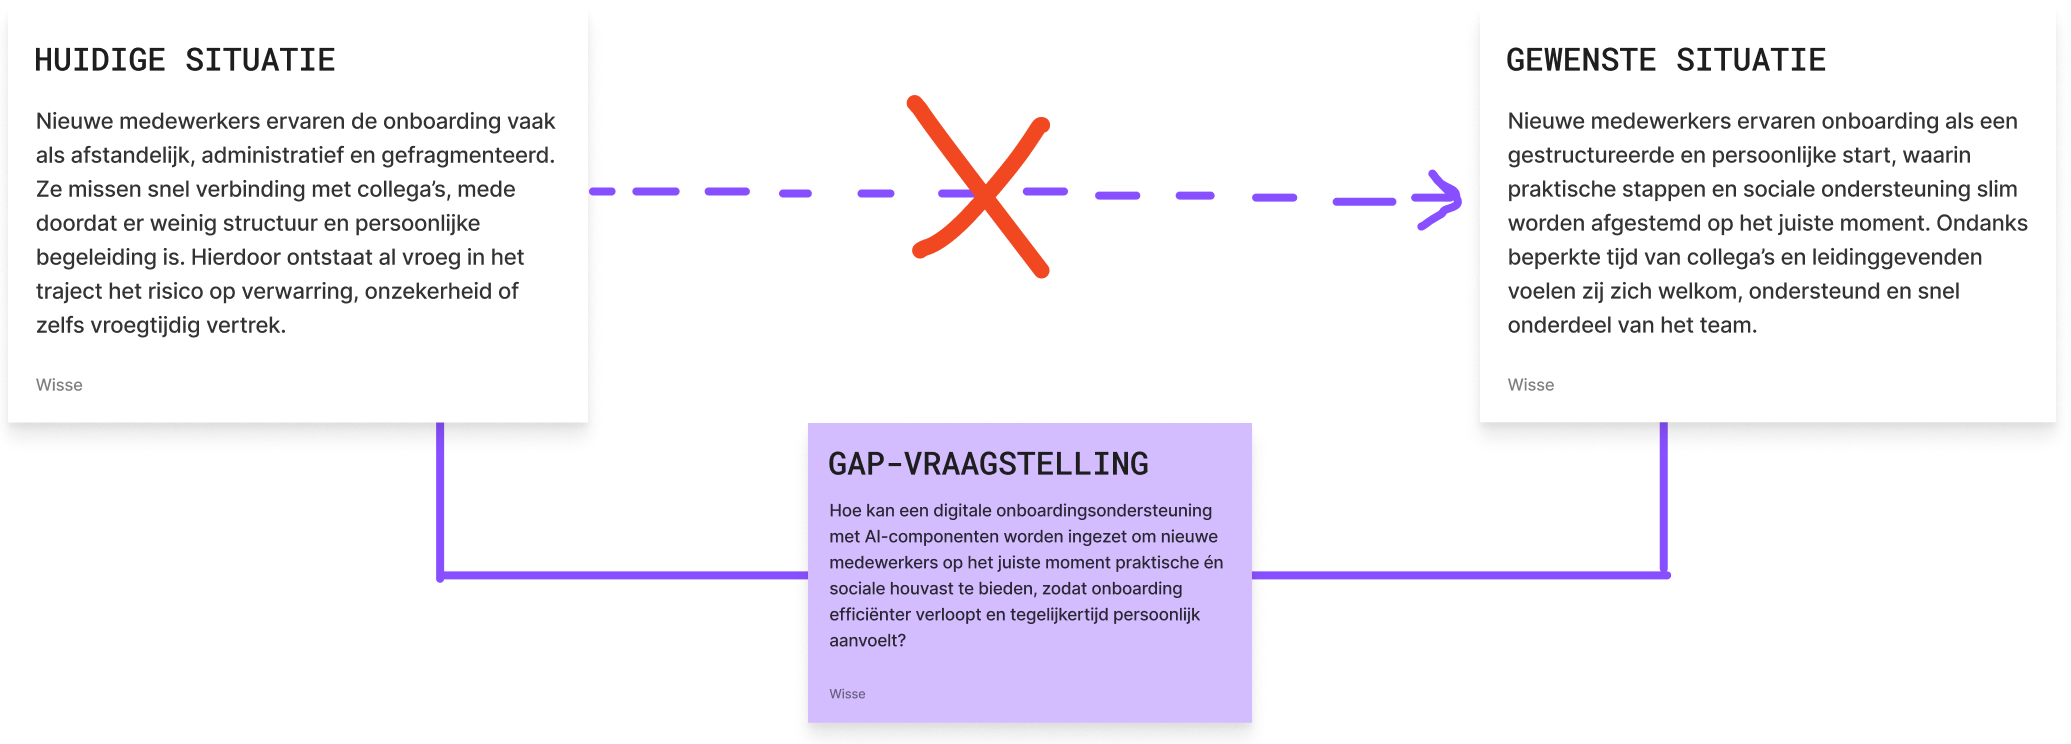 HUIDIGE SITUATIE
Nieuwe medewerkers ervaren de onboarding vaak
als afstandelijk, administratief en gefragmenteerd.
Ze missen snel verbinding met collega's, mede
doordat er weinig structuur en persoonlijke
begeleiding is. Hierdoor ontstaat al vroeg in het
traject het risico op verwarring, onzekerheid of
zelfs vroegtijdig vertrek.
Wisse
GEWENSTE SITUATIE
Nieuwe medewerkers ervaren onboarding als een
gestructureerde en persoonlijke start, waarin
praktische stappen en sociale ondersteuning slim
worden afgestemd op het juiste moment. Ondanks
beperkte tijd van collega's en leidinggevenden
voelen zij zich welkom, ondersteund en snel
onderdeel van het team.
Wisse
GAP-VRAAGSTELLING
Hoe kan een digitale onboardingsondersteuning
met AI-componenten worden ingezet om nieuwe
medewerkers op het juiste moment praktische én
sociale houvast te bieden, zodat onboarding
efficiënter verloopt en tegelijkertijd persoonlijk
aanvoelt?
Wisse